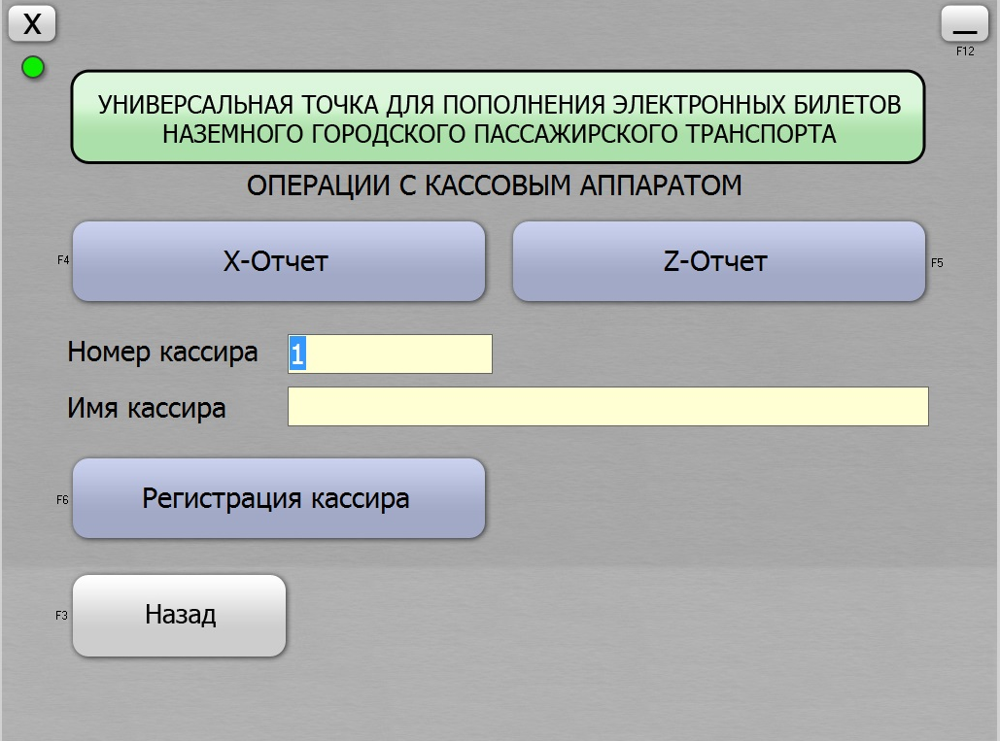 X
F12
УНИВЕРСАЛЬНАЯ ТОЧКА ДЛЯ ПОПОЛНЕНИЯ ЭЛЕКТРОННЫХ БИЛЕТОВ
НАЗЕМНОГО ГОРОДСКОГО ПАССАЖИРСКОГО ТРАНСПОРТА
ОПЕРАЦИИ С КАССОВЫМ АППАРАТОМ
F4 X-Отчет Z-Отчет F5
Номер кассира 1
Имя кассира
F6 Регистрация кассира
F3 Назад